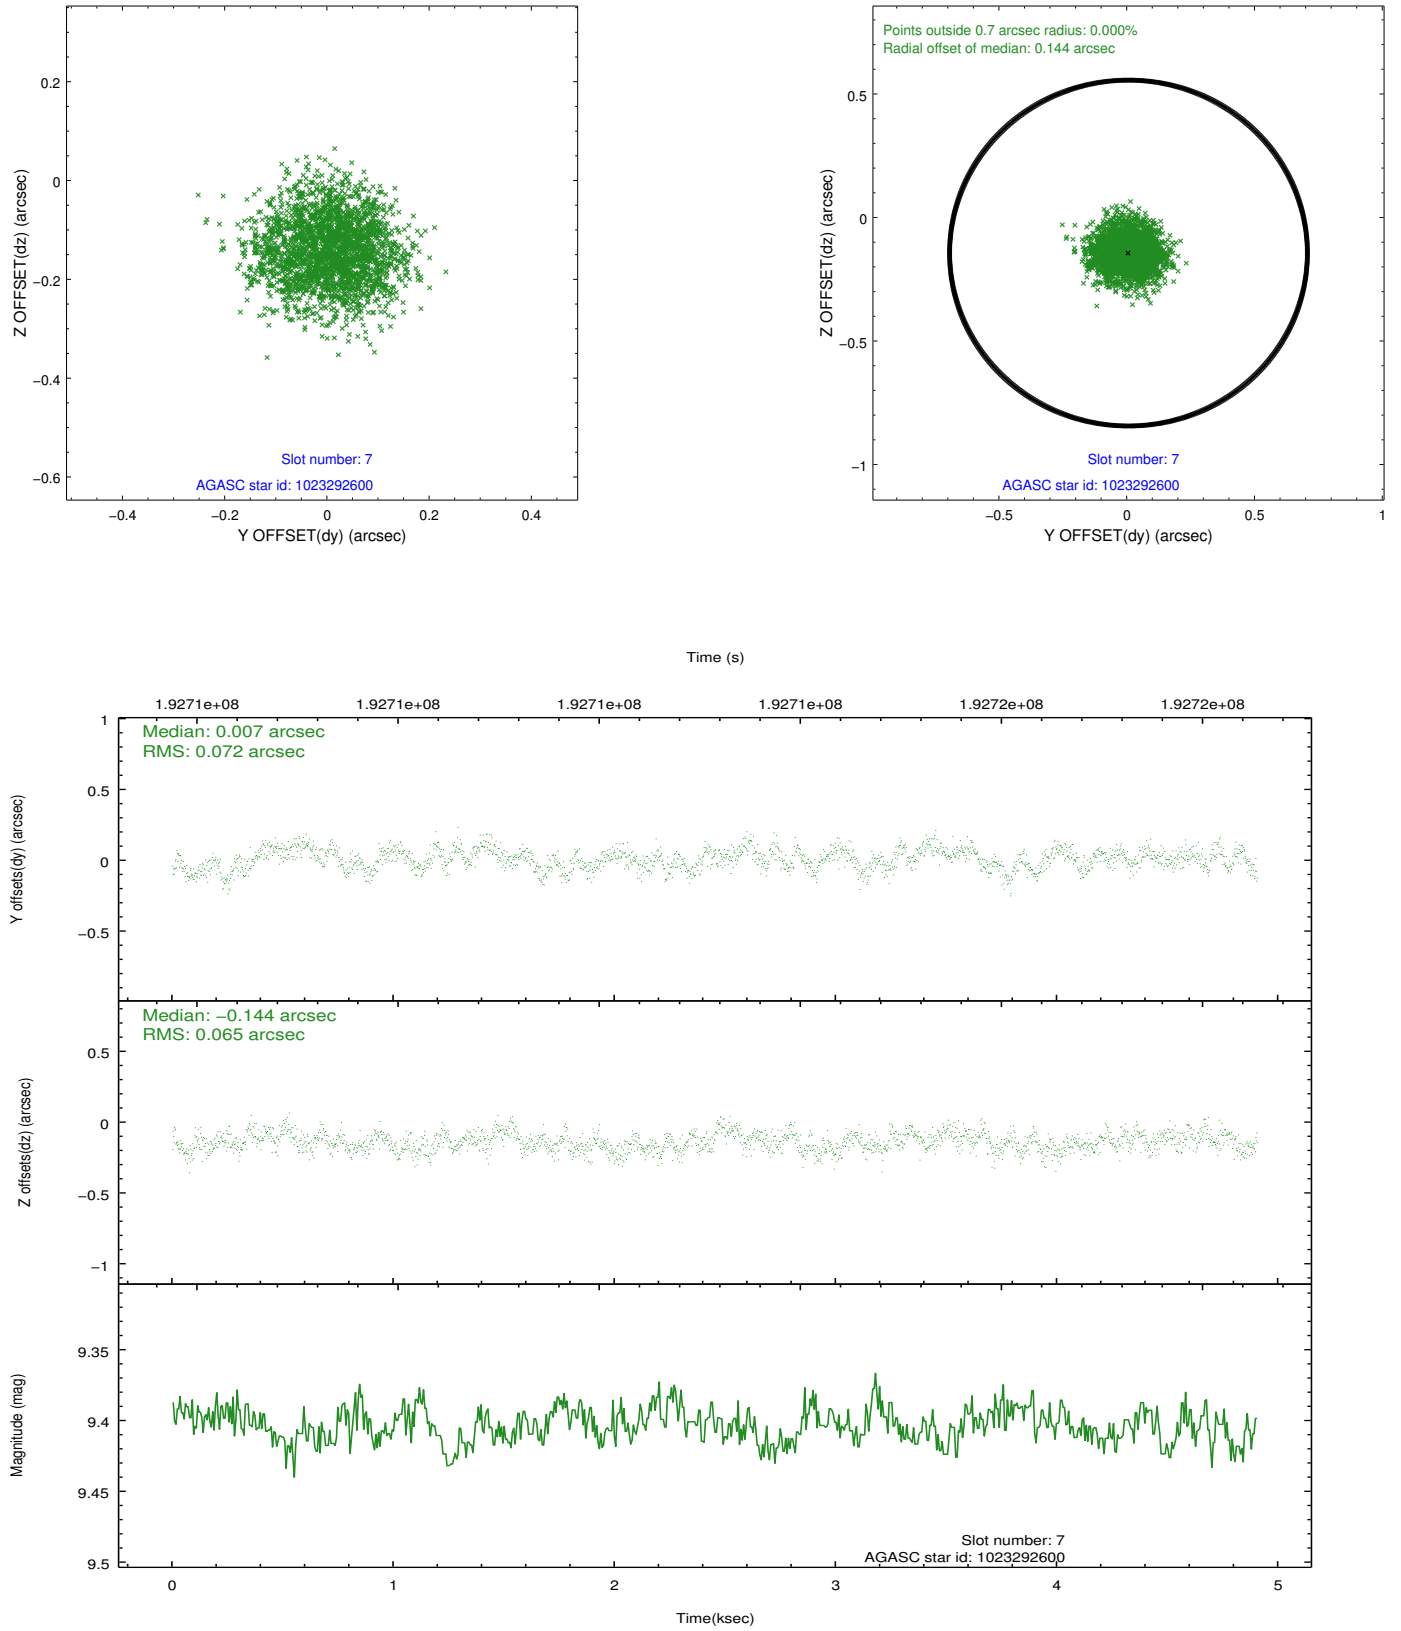 0.2
0
−0.2
−0.4
−0.6
Z OFFSET(dz) (arcsec)
Slot number: 7
AGASC star id: 1023292600
−0.4 −0.2 0 0.2 0.4
Y OFFSET(dy) (arcsec)
Points outside 0.7 arcsec radius: 0.000%
Radial offset of median: 0.144 arcsec
0.5
0
−0.5
−1
Z OFFSET(dz) (arcsec)
Slot number: 7
AGASC star id: 1023292600
−0.5 0 0.5 1
Y OFFSET(dy) (arcsec)
Time (s)
1.9271e+08 1.9271e+08 1.9271e+08 1.9271e+08 1.9272e+08 1.9272e+08
Median: 0.007 arcsec
RMS: 0.072 arcsec
1
0.5
0
−0.5
Y offsets(dy) (arcsec)
Median: −0.144 arcsec
RMS: 0.065 arcsec
0.5
0
−0.5
−1
Z offsets(dz) (arcsec)
9.35
9.4
9.45
9.5
Magnitude (mag)
Slot number: 7
AGASC star id: 1023292600
0 1 2 3 4 5
Time(ksec)